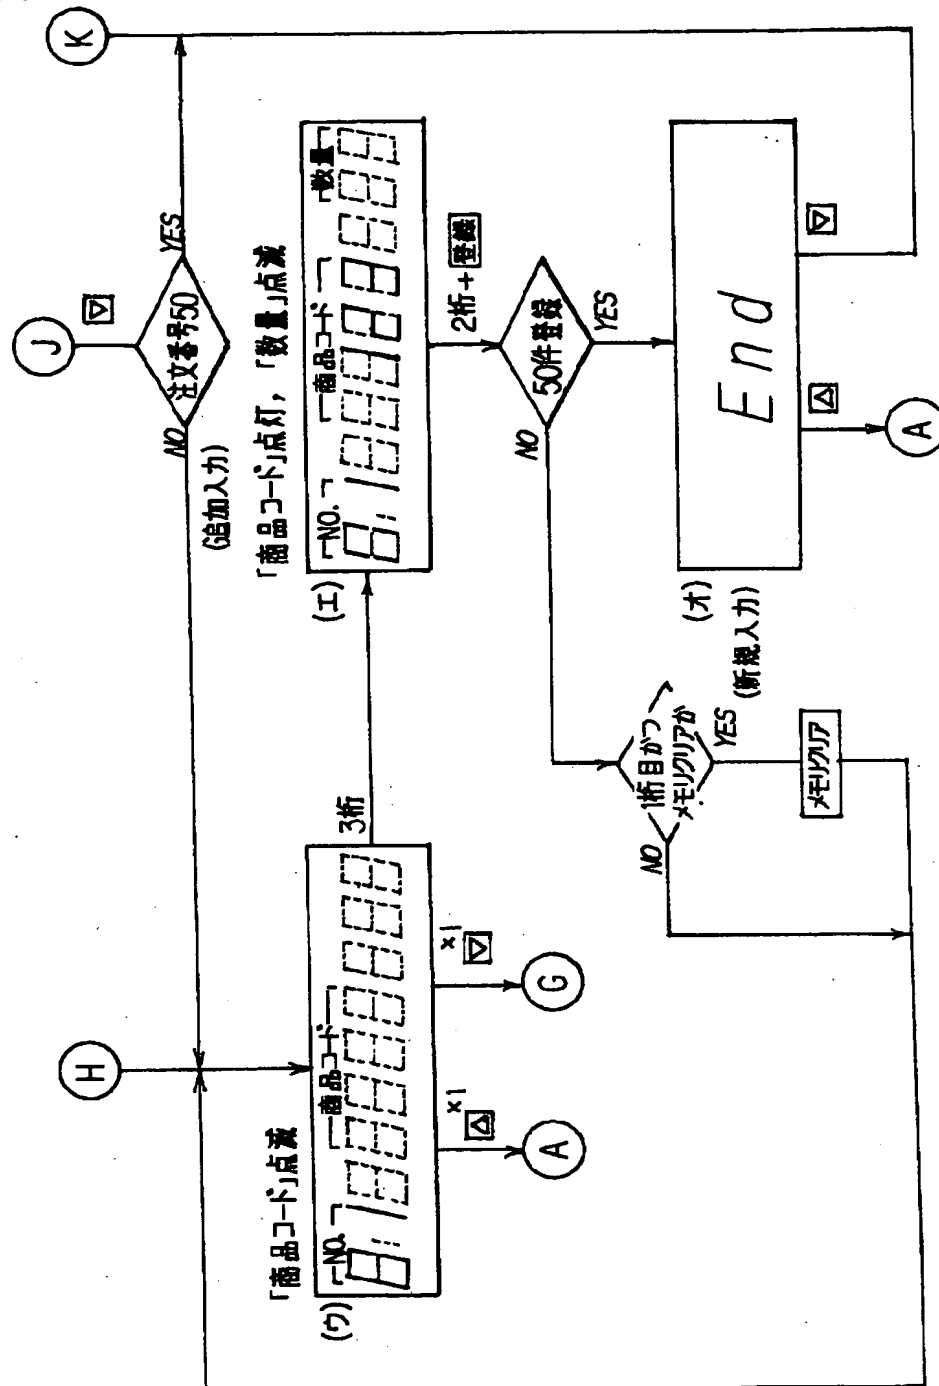 H
J
▽
K
注文番号50
YES
NO
(追加入力)
「商品コード」点滅
(ウ)
NO.
商品コード
3桁
△
×1
A
▽
×1
G
「商品コード」点灯,「数量」点滅
(エ)
NO.
商品コード
数量
2桁+登録
50件登録
NO
YES
1桁目がつ
メモリクリアか
NO
YES
メモリクリア
(新規入力)
(オ)
End
△
▽
A